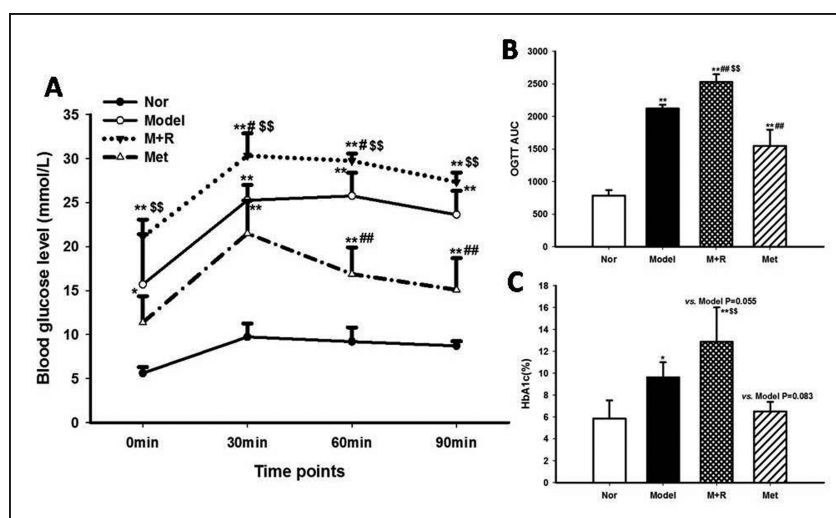 A
Nor
Model
M+R
Met
Blood glucose level (mmol/L)
35
30
25
20
15
10
5
0
** $$
*
**# $$
**
**
**# $$
**
**##
** $$
**
**##
0min
30min
60min
90min
Time points
B
OGTT AUC
3000
2500
2000
1500
1000
500
0
**
**## $$
**##
Nor
Model
M+R
Met
C
HbA1c(%)
18
16
14
12
10
8
6
4
2
0
*
vs. Model P=0.055
**$$
vs. Model P=0.083
Nor
Model
M+R
Met